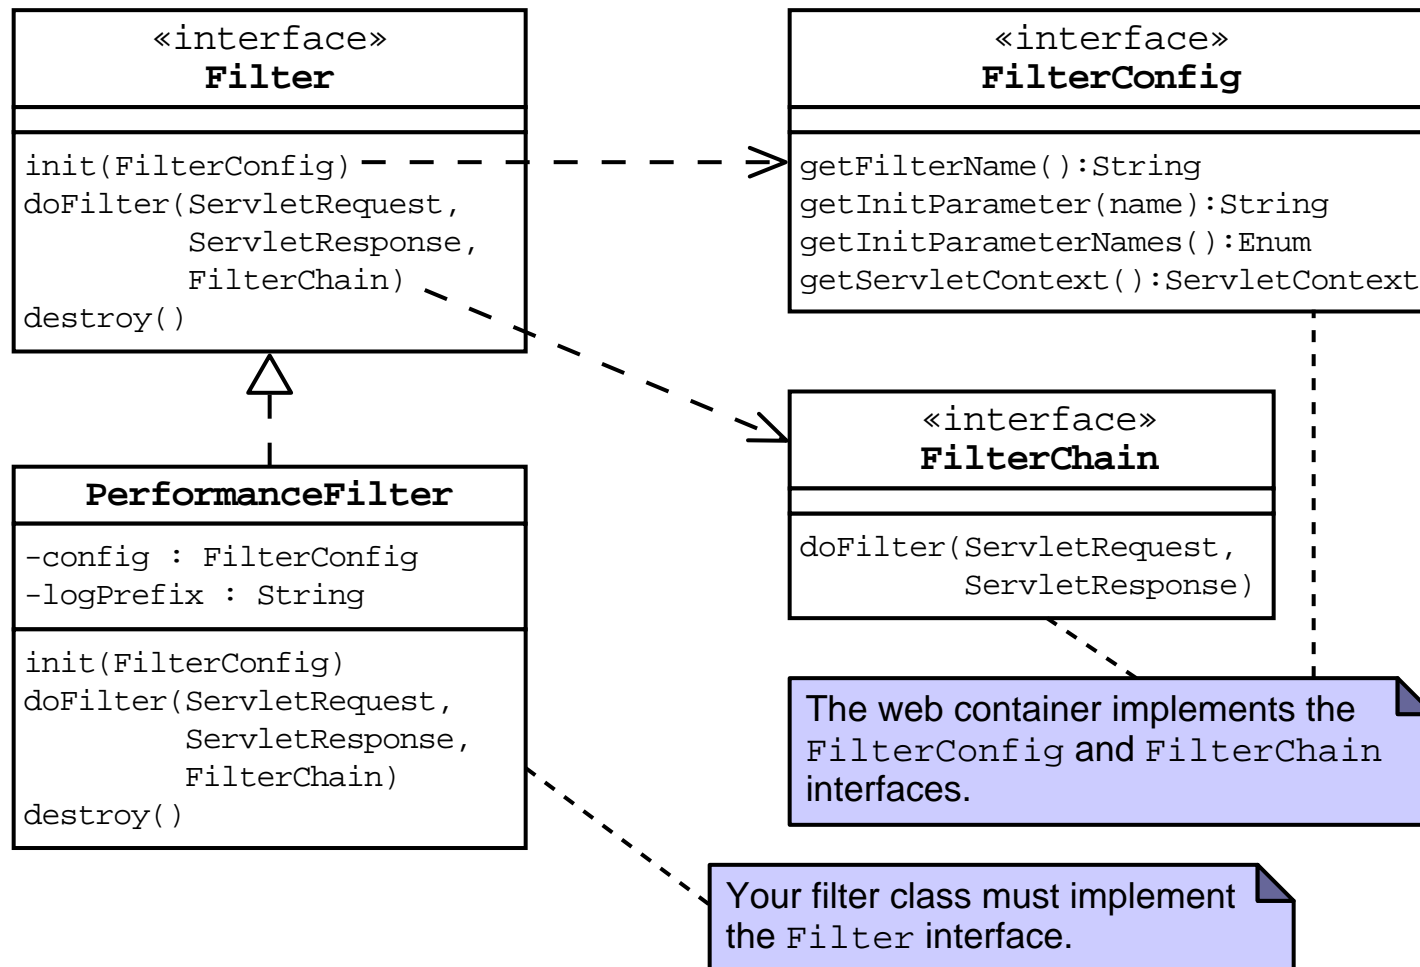 «interface»
Filter
init(FilterConfig)
doFilter(ServletRequest,
ServletResponse,
FilterChain)
destroy()
«interface»
FilterConfig
getFilterName():String
getInitParameter(name):String
getInitParameterNames():Enum
getServletContext():ServletContext
«interface»
FilterChain
doFilter(ServletRequest,
ServletResponse)
PerformanceFilter
-config : FilterConfig
-logPrefix : String
init(FilterConfig)
doFilter(ServletRequest,
ServletResponse,
FilterChain)
destroy()
The web container implements the
FilterConfig and FilterChain
interfaces.
Your filter class must implement
the Filter interface.